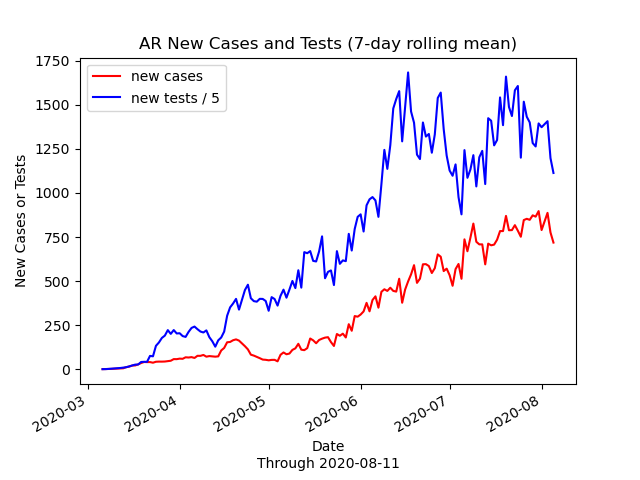 AR New Cases and Tests (7-day rolling mean)
new cases
new tests / 5
New Cases or Tests
1750
1500
1250
1000
750
500
250
0
2020-03
2020-04
2020-05
2020-06
2020-07
2020-08
Date
Through 2020-08-11